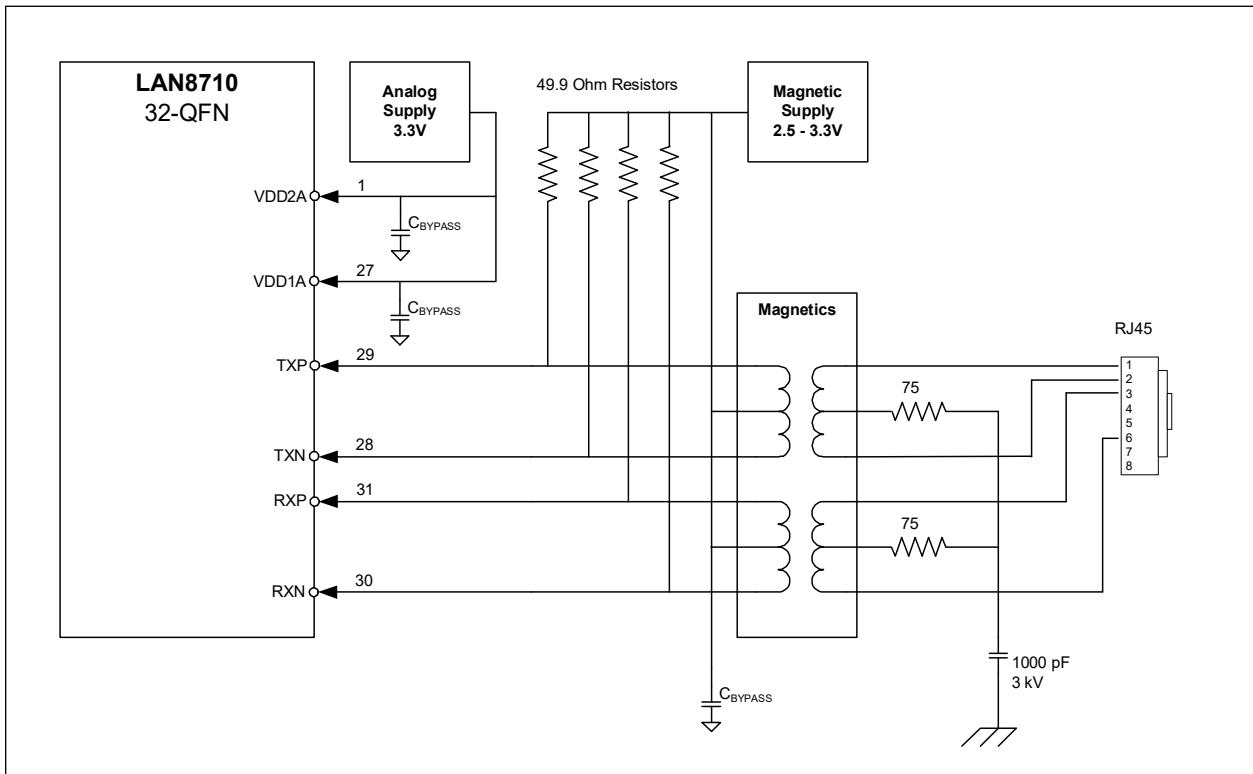 LAN8710
32-QFN
Analog
Supply
3.3V
49.9 Ohm Resistors
Magnetic
Supply
2.5 - 3.3V
VDD2A
1
CBYPASS
VDD1A
27
CBYPASS
Magnetics
RJ45
TXP
29
75
1
2
3
4
5
6
7
8
TXN
28
RXP
31
75
RXN
30
1000 pF
3 kV
CBYPASS